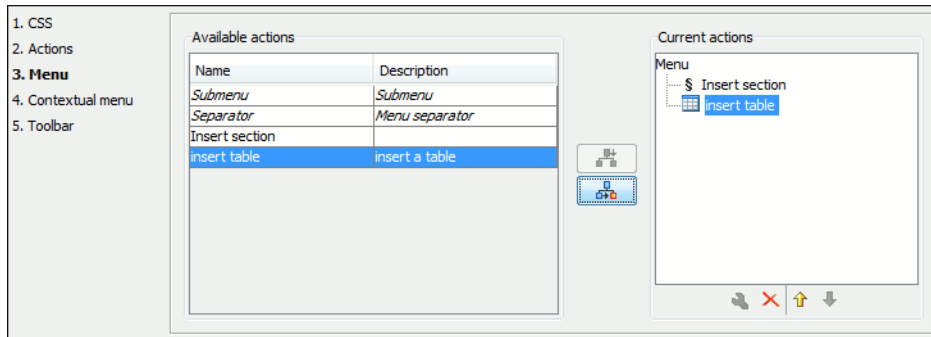 1. CSS
2. Actions
3. Menu
4. Contextual menu
5. Toolbar
Available actions
Name Description
Submenu Submenu
Separator Menu separator
Insert section
insert table insert a table
Current actions
Menu
§ Insert section
insert table